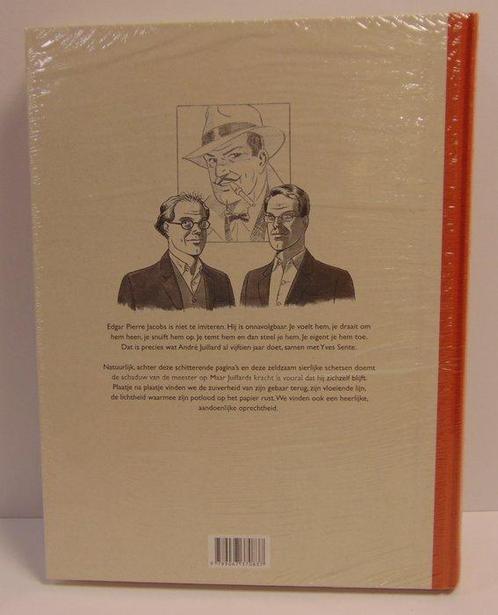 Edgar Pierre Jacobs is niet te imiteren. Hij is onnavolgbaar. Je voelt hem, je draait om
hem heen, je snuft hem op. Je temt hem en dan steel je hem. Je eigent je hem toe.
Dat is precies wat André Juillard al vijftien jaar doet, samen met Yves Sente.
Natuurlijk, achter deze schitterende pagina's en deze zeldzaam sierlijke schetsen doemt
de schaduw van de meester op. Maar Juillards kracht is vooral dat hij zichzelf blijft.
Plaatje na plaatje vinden we de zuiverheid van zijn gebaar terug, zijn vloeiende lijn,
de lichtheid waarmee zijn potlood op het papier rust. We vinden ook een heerlijke,
aandoenlijke oprechtheid.